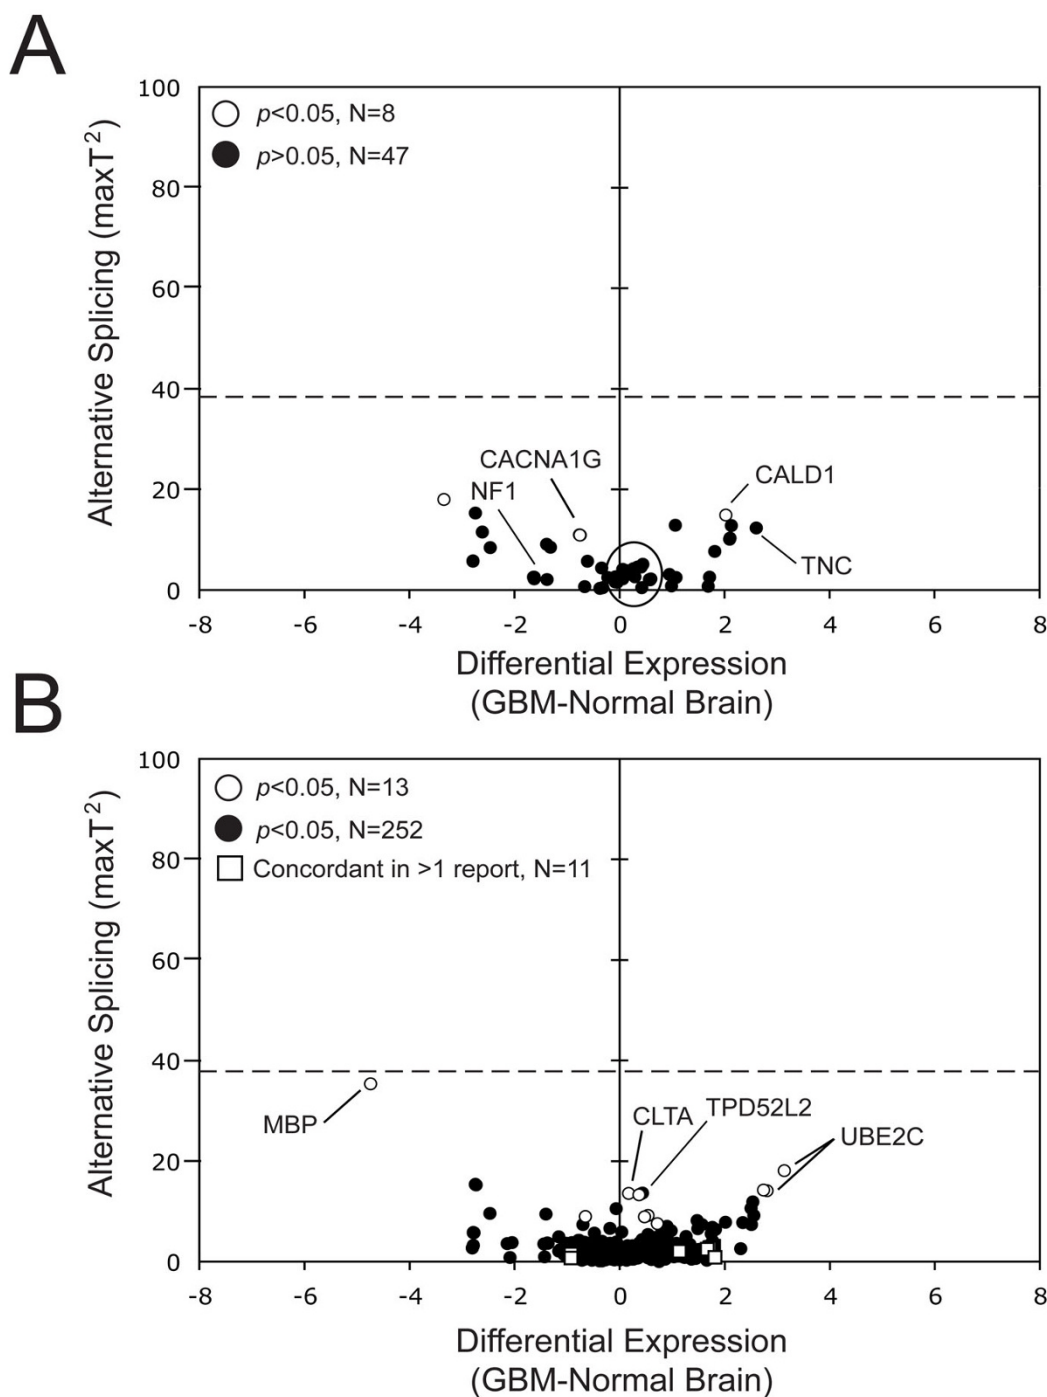 A
100
80
60
40
20
0
Alternative Splicing (maxT²)
p<0.05, N=8
p>0.05, N=47
CACNA1G
NF1
CALD1
TNC
-8 -6 -4 -2 0 2 4 6 8
Differential Expression
(GBM-Normal Brain)
B
100
80
60
40
20
0
Alternative Splicing (maxT²)
p<0.05, N=13
p<0.05, N=252
Concordant in >1 report, N=11
MBP
CLTA
TPD52L2
UBE2C
-8 -6 -4 -2 0 2 4 6 8
Differential Expression
(GBM-Normal Brain)